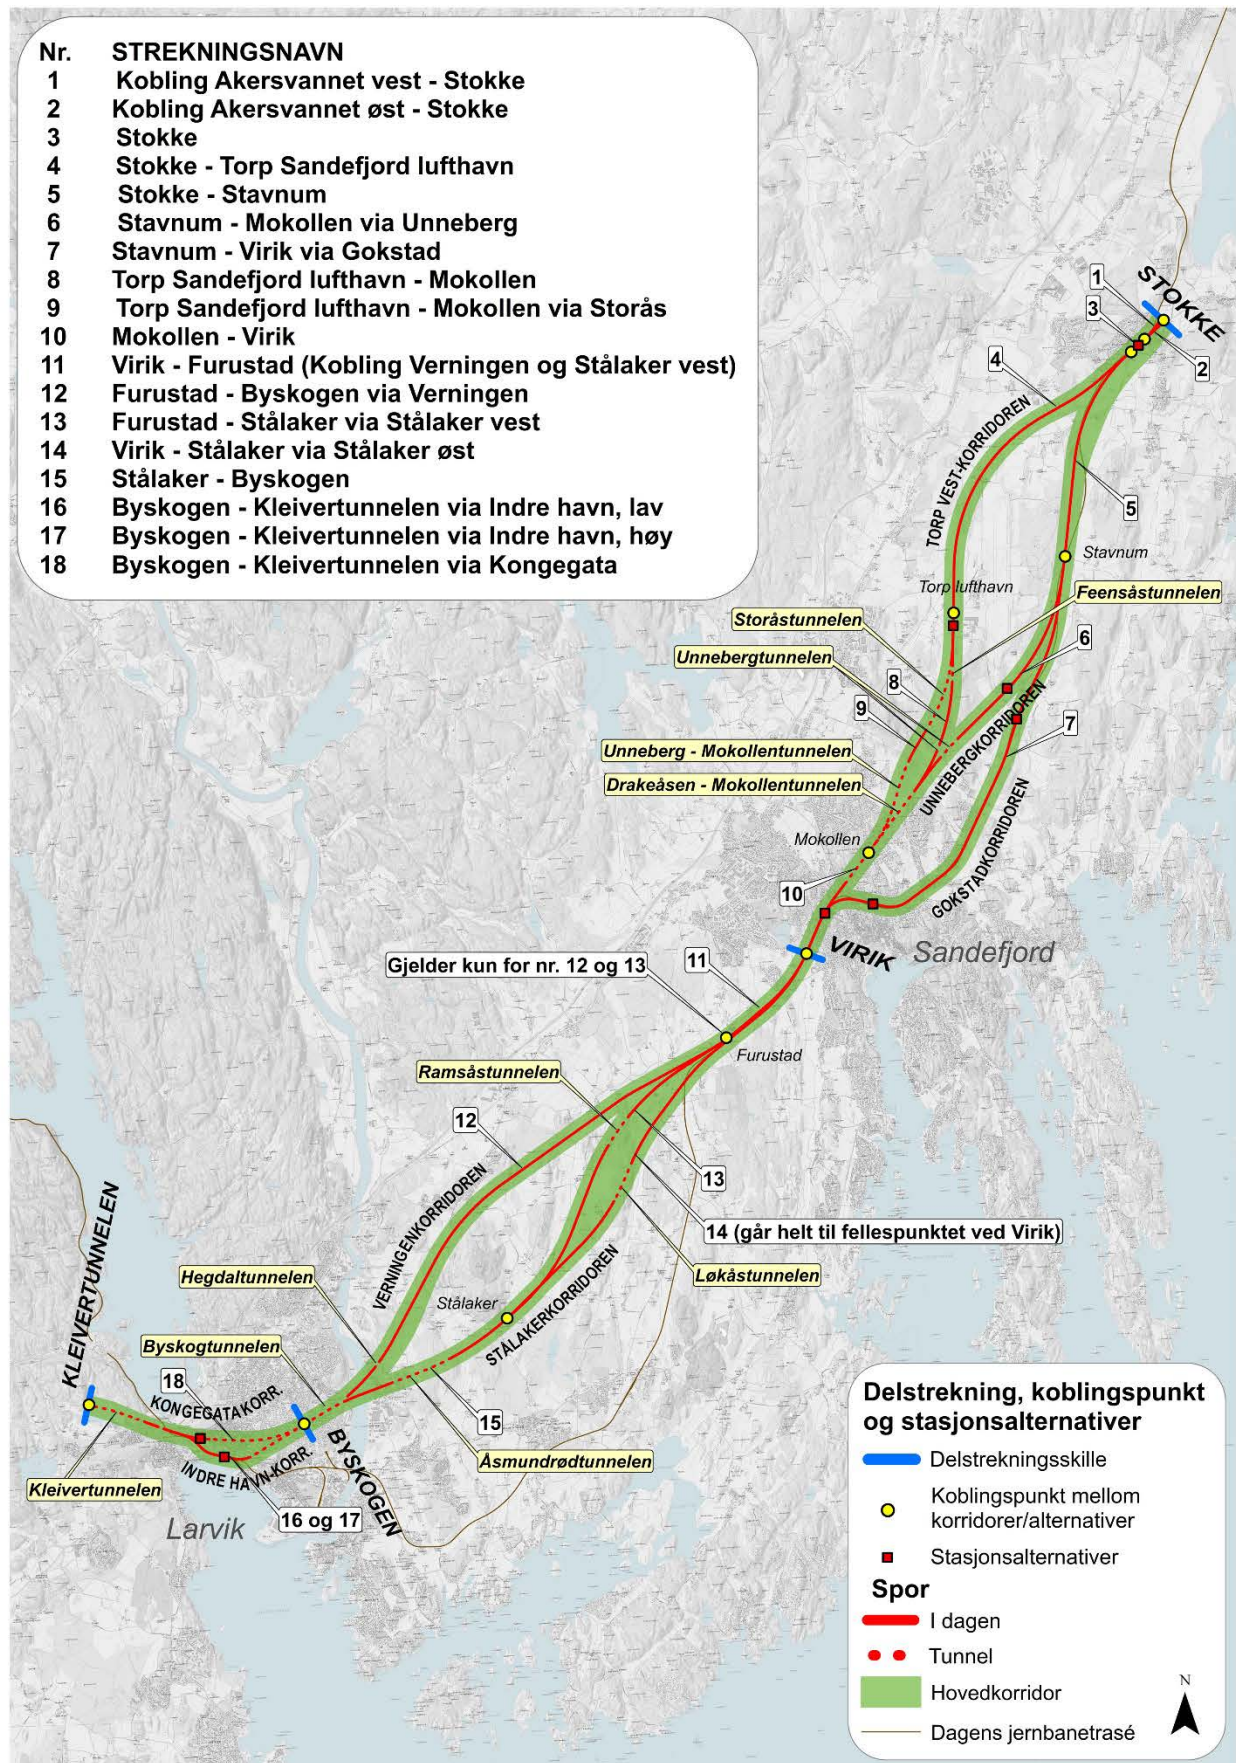 Nr. STREKNINGSNAVN
1 Kobling Akersvannet vest - Stokke
2 Kobling Akersvannet øst - Stokke
3 Stokke
4 Stokke - Torp Sandefjord lufthavn
5 Stokke - Stavnum
6 Stavnum - Mokollen via Unneberg
7 Stavnum - Virik via Gokstad
8 Torp Sandefjord lufthavn - Mokollen
9 Torp Sandefjord lufthavn - Mokollen via Storås
10 Mokollen - Virik
11 Virik - Furustad (Kobling Verningen og Stålaker vest)
12 Furustad - Byskogen via Verningen
13 Furustad - Stålaker via Stålaker vest
14 Virik - Stålaker via Stålaker øst
15 Stålaker - Byskogen
16 Byskogen - Kleivertunnelen via Indre havn, lav
17 Byskogen - Kleivertunnelen via Indre havn, høy
18 Byskogen - Kleivertunnelen via Kongegata
1
STOKKE
3
2
4
TORP VEST-KORRIDOREN
5
Stavnum
Torp lufthavn
Feensåstunnelen
Storåstunnelen
Unnebergtunnelen
6
8
9
7
UNNEBERGKORRIDOREN
Unneberg - Mokollentunnelen
Drakeåsen - Mokollentunnelen
Mokollen
GOKSTADKORRIDOREN
10
VIRIK
Sandefjord
Gjelder kun for nr. 12 og 13
11
Furustad
Ramsåstunnelen
12
13
14 (går helt til fellespunktet ved Virik)
VERNINGENKORRIDOREN
Løkåstunnelen
KLEIVERTUNNELEN
Hegdaltunnelen
Stålaker
STÅLAKERKORRIDOREN
Byskogtunnelen
18
KONGEGATAKORR.
15
Åsmundrødtunnelen
BYSKOGEN
INDRE HAVN-KORR.
Kleivertunnelen
16 og 17
Larvik
Delstrekning, koblingspunkt
og stasjonsalternativer
Delstrekningsskille
Koblingspunkt mellom
korridorer/alternativer
Stasjonsalternativer
Spor
I dagen
Tunnel
Hovedkorridor
Dagens jernbanetrasé
N